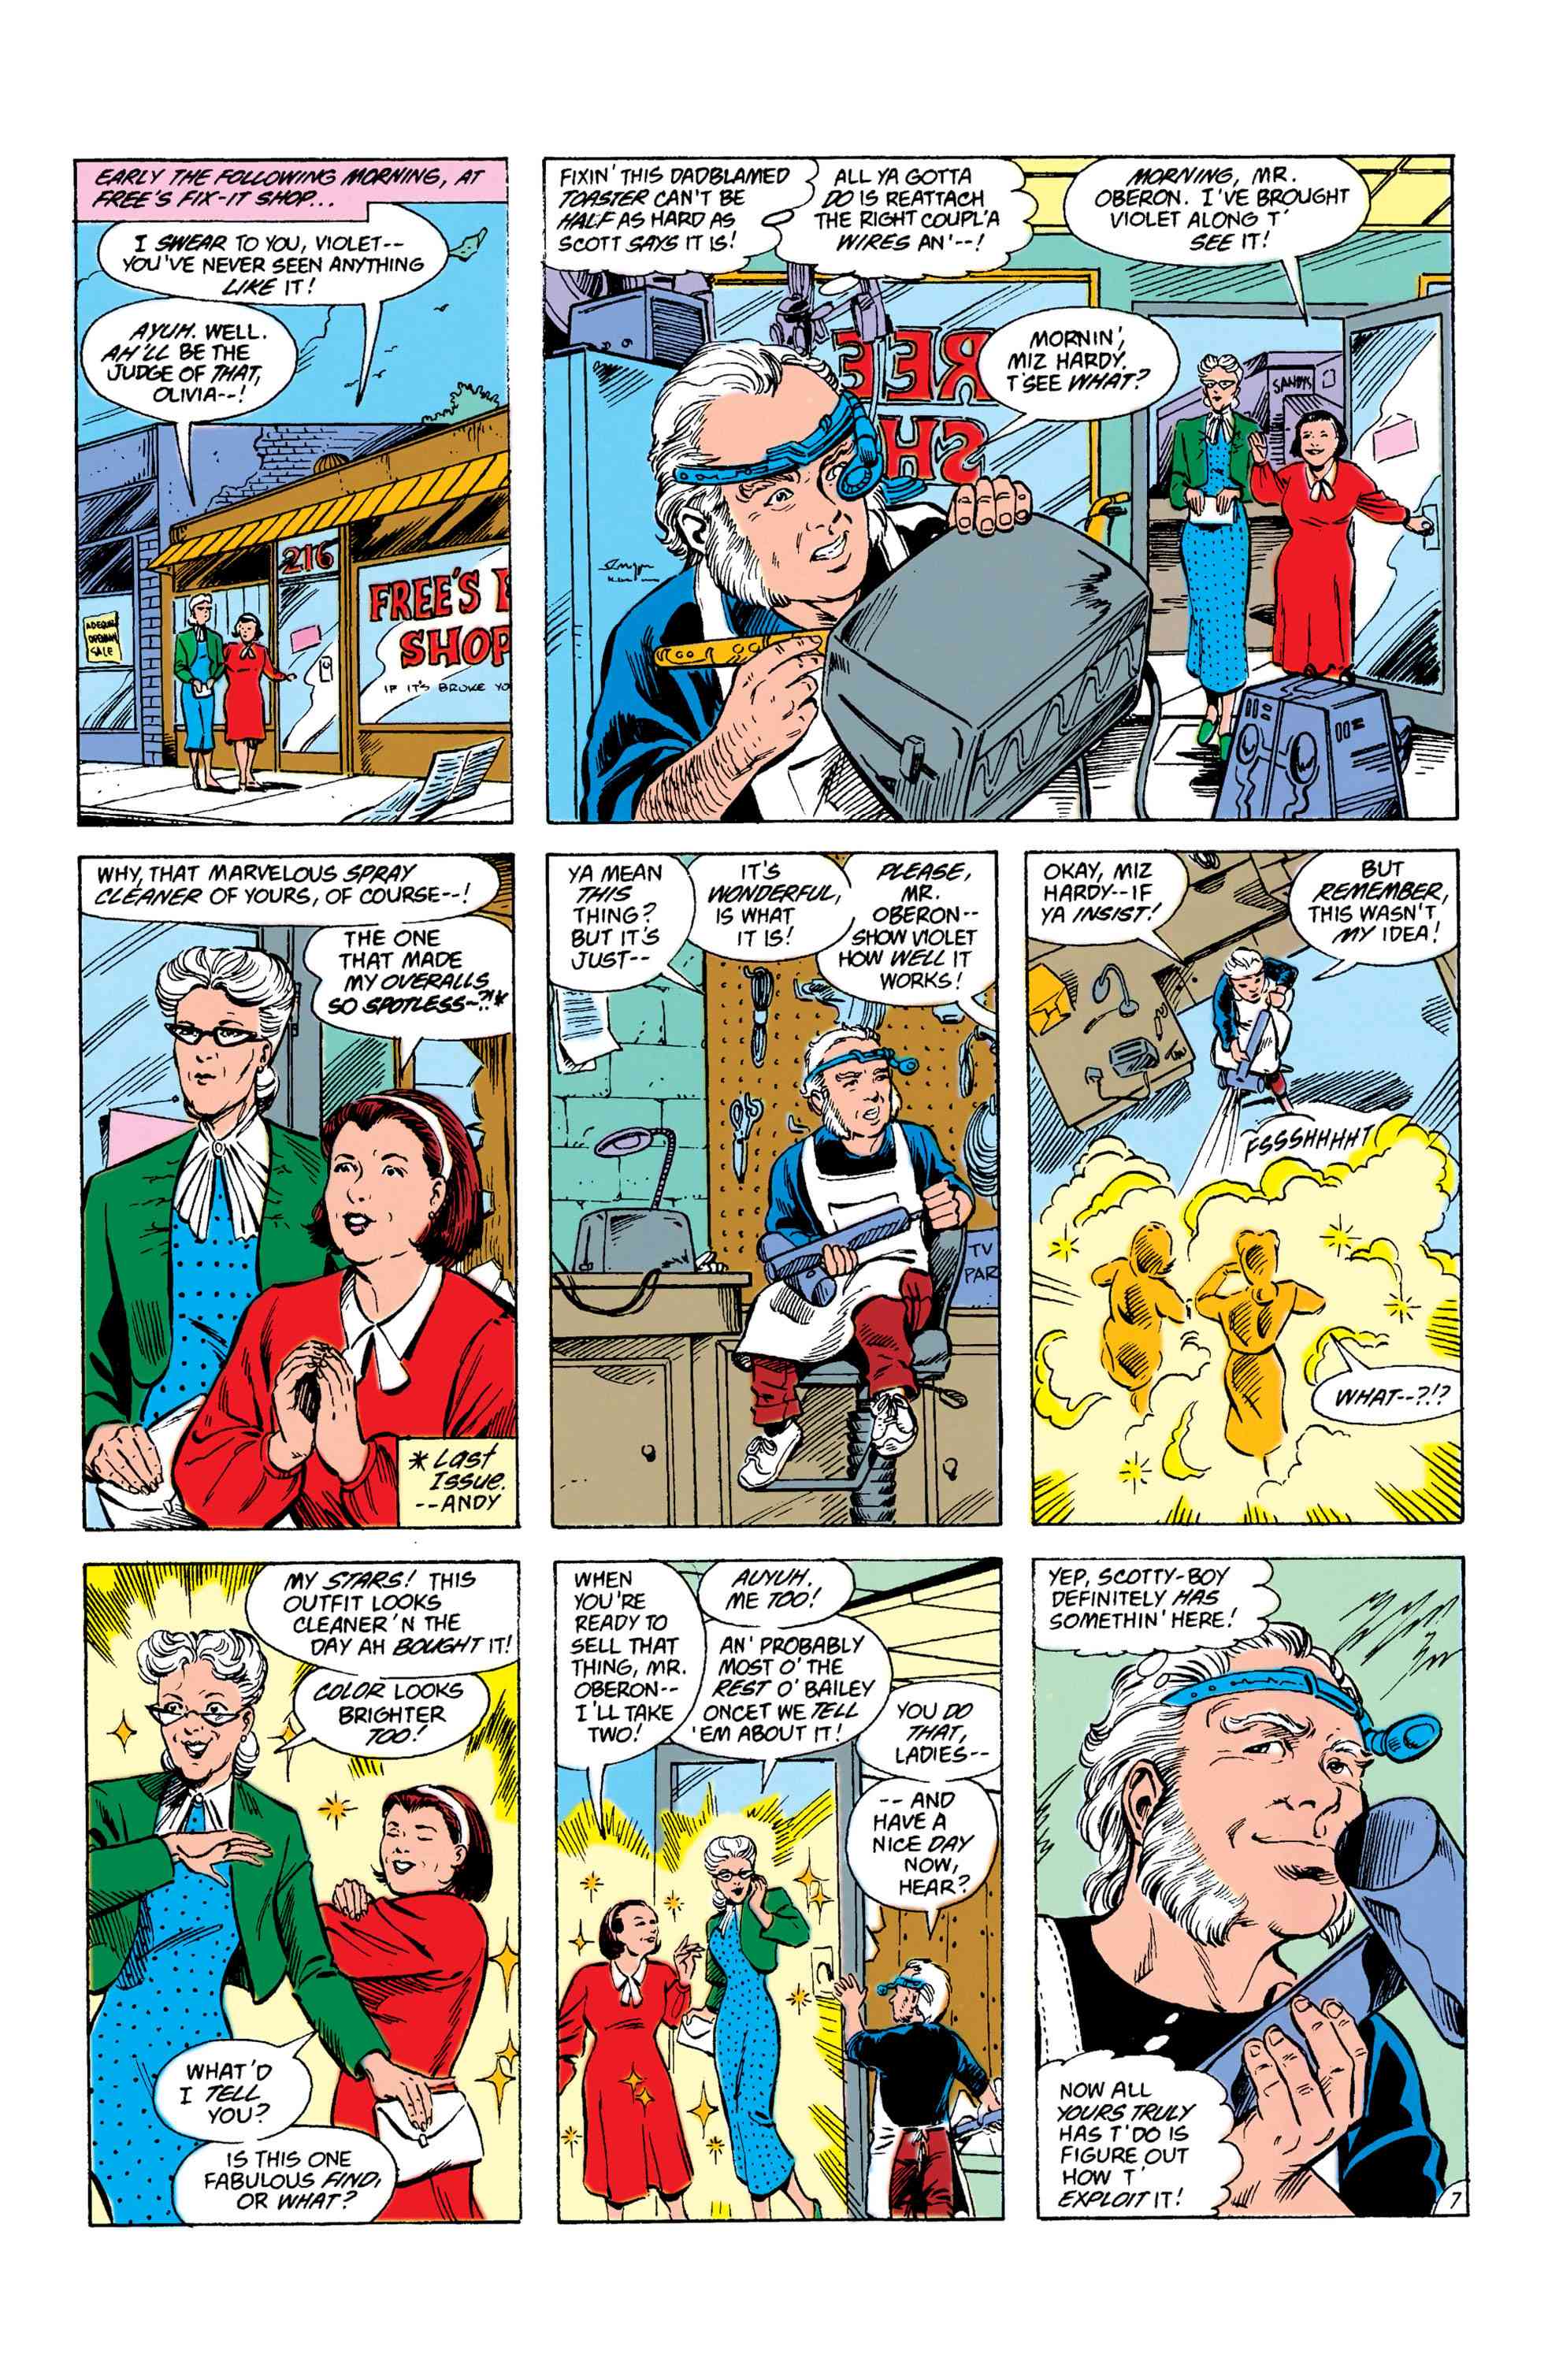 EARLY THE FOLLOWING MORNING, AT
FREE'S FIX-IT SHOP...
I SWEAR TO YOU, VIOLET--
YOU'VE NEVER SEEN ANYTHING
LIKE IT!
AYUH. WELL.
AH'LL BE THE
JUDGE OF THAT,
OLIVIA--!
216
FREE'S F
SHOP
IF IT'S BROKE YO
SALE
FIXIN' THIS DADBLAMED
TOASTER CAN'T BE
HALF AS HARD AS
SCOTT SAYS IT IS!
ALL YA GOTTA
DO IS REATTACH
THE RIGHT COUPL'A
WIRES AN'--!
MORNING, MR.
OBERON. I'VE BROUGHT
VIOLET ALONG T'
SEE IT!
MORNIN',
MIZ HARDY.
T'SEE WHAT?
REE
SH
SANDYS
WHY, THAT MARVELOUS SPRAY
CLEANER OF YOURS, OF COURSE--!
THE ONE
THAT MADE
MY OVERALLS
SO SPOTLESS--?!*
* LAST
ISSUE.
--ANDY
YA MEAN
THIS
THING?
BUT IT'S
JUST--
IT'S
WONDERFUL,
IS WHAT
IT IS!
PLEASE,
MR.
OBERON--
SHOW VIOLET
HOW WELL IT
WORKS!
TV
PAR
OKAY, MIZ
HARDY--IF
YA INSIST!
BUT
REMEMBER,
THIS WASN'T
MY IDEA!
FSSSHHHHT
WHAT--?!?
MY STARS! THIS
OUTFIT LOOKS
CLEANER'N THE
DAY AH BOUGHT IT!
COLOR LOOKS
BRIGHTER
TOO!
WHAT'D
I TELL
YOU?
IS THIS ONE
FABULOUS FIND,
OR WHAT?
WHEN
YOU'RE
READY TO
SELL THAT
THING, MR.
OBERON--
I'LL TAKE
TWO!
AUYUH.
ME TOO!
AN' PROBABLY
MOST O' THE
REST O' BAILEY
ONCET WE TELL
'EM ABOUT IT!
YOU DO
THAT,
LADIES--
-- AND
HAVE A
NICE DAY
NOW,
HEAR?
YEP, SCOTTY-BOY
DEFINITELY HAS
SOMETHIN' HERE!
NOW ALL
YOURS TRULY
HAS T'DO IS
FIGURE OUT
HOW T'
EXPLOIT IT!
7